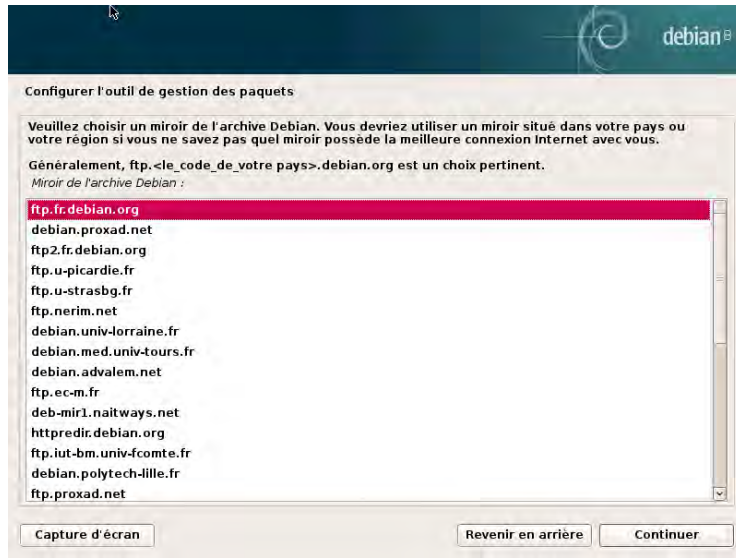 debian 8
Configurer l'outil de gestion des paquets
Veuillez choisir un miroir de l'archive Debian. Vous devriez utiliser un miroir situé dans votre pays ou
votre région si vous ne savez pas quel miroir possède la meilleure connexion Internet avec vous.
Généralement, ftp.<le_code_de_votre pays>.debian.org est un choix pertinent.
Miroir de l'archive Debian :
ftp.fr.debian.org
debian.proxad.net
ftp2.fr.debian.org
ftp.u-picardie.fr
ftp.u-strasbg.fr
ftp.nerim.net
debian.univ-lorraine.fr
debian.med.univ-tours.fr
debian.advalem.net
ftp.ec-m.fr
deb-mir1.naitways.net
httpredir.debian.org
ftp.iut-bm.univ-fcomte.fr
debian.polytech-lille.fr
ftp.proxad.net
Capture d'écran
Revenir en arrière
Continuer